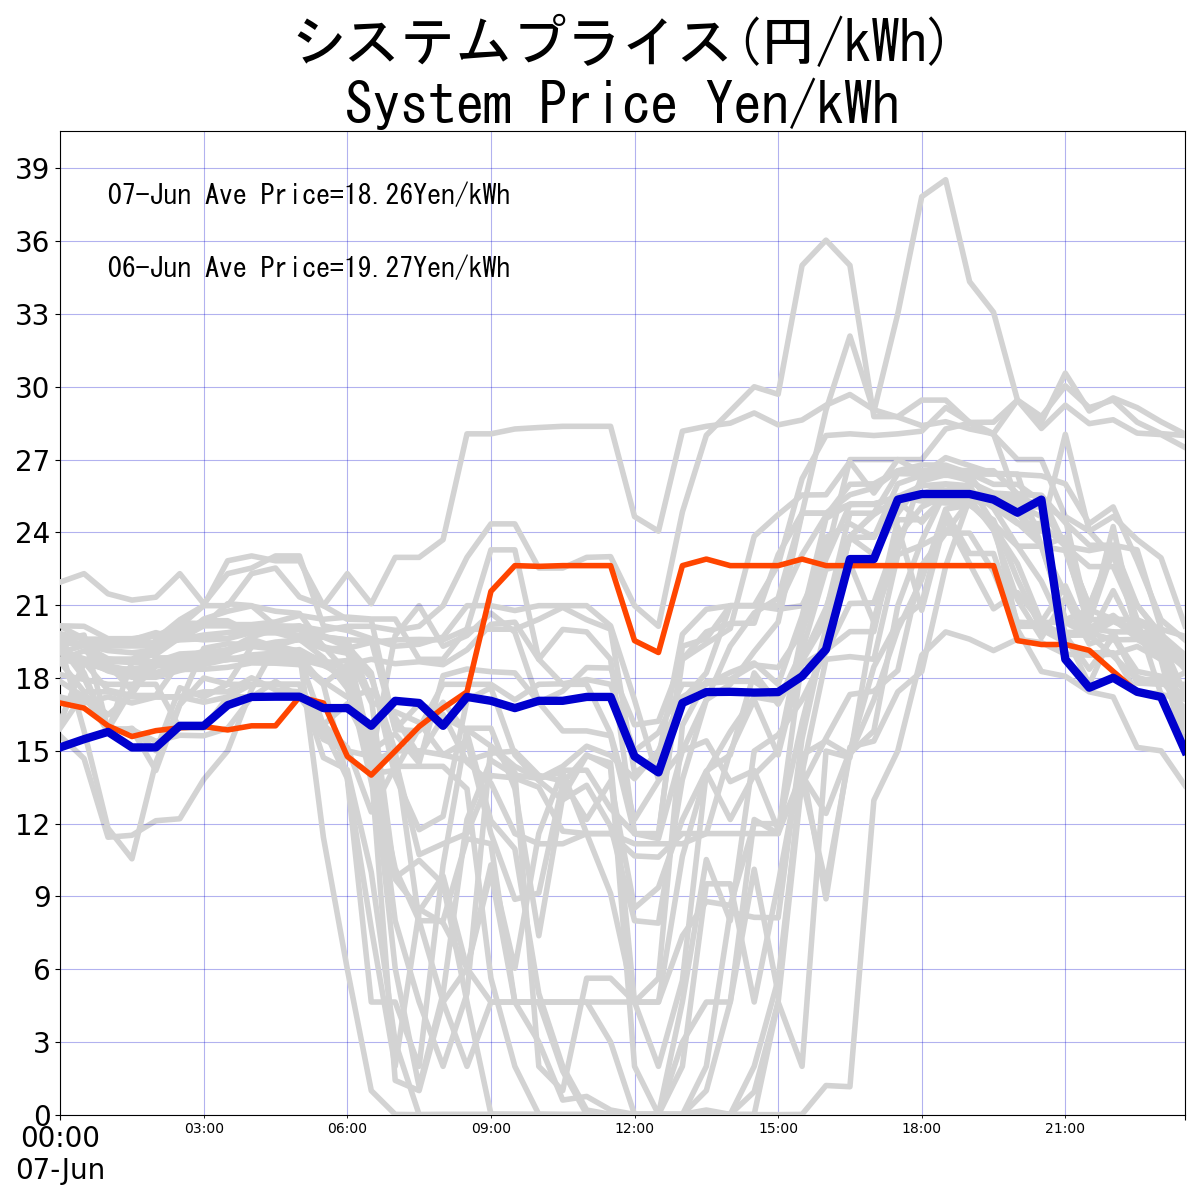 システムプライス(円/kWh)
System Price Yen/kWh
39
07-Jun Ave Price=18.26Yen/kWh
36
06-Jun Ave Price=19.27Yen/kWh
33
30
27
24
21
18
15
12
9
6
3
0
00:00 03:00 06:00 09:00 12:00 15:00 18:00 21:00
07-Jun